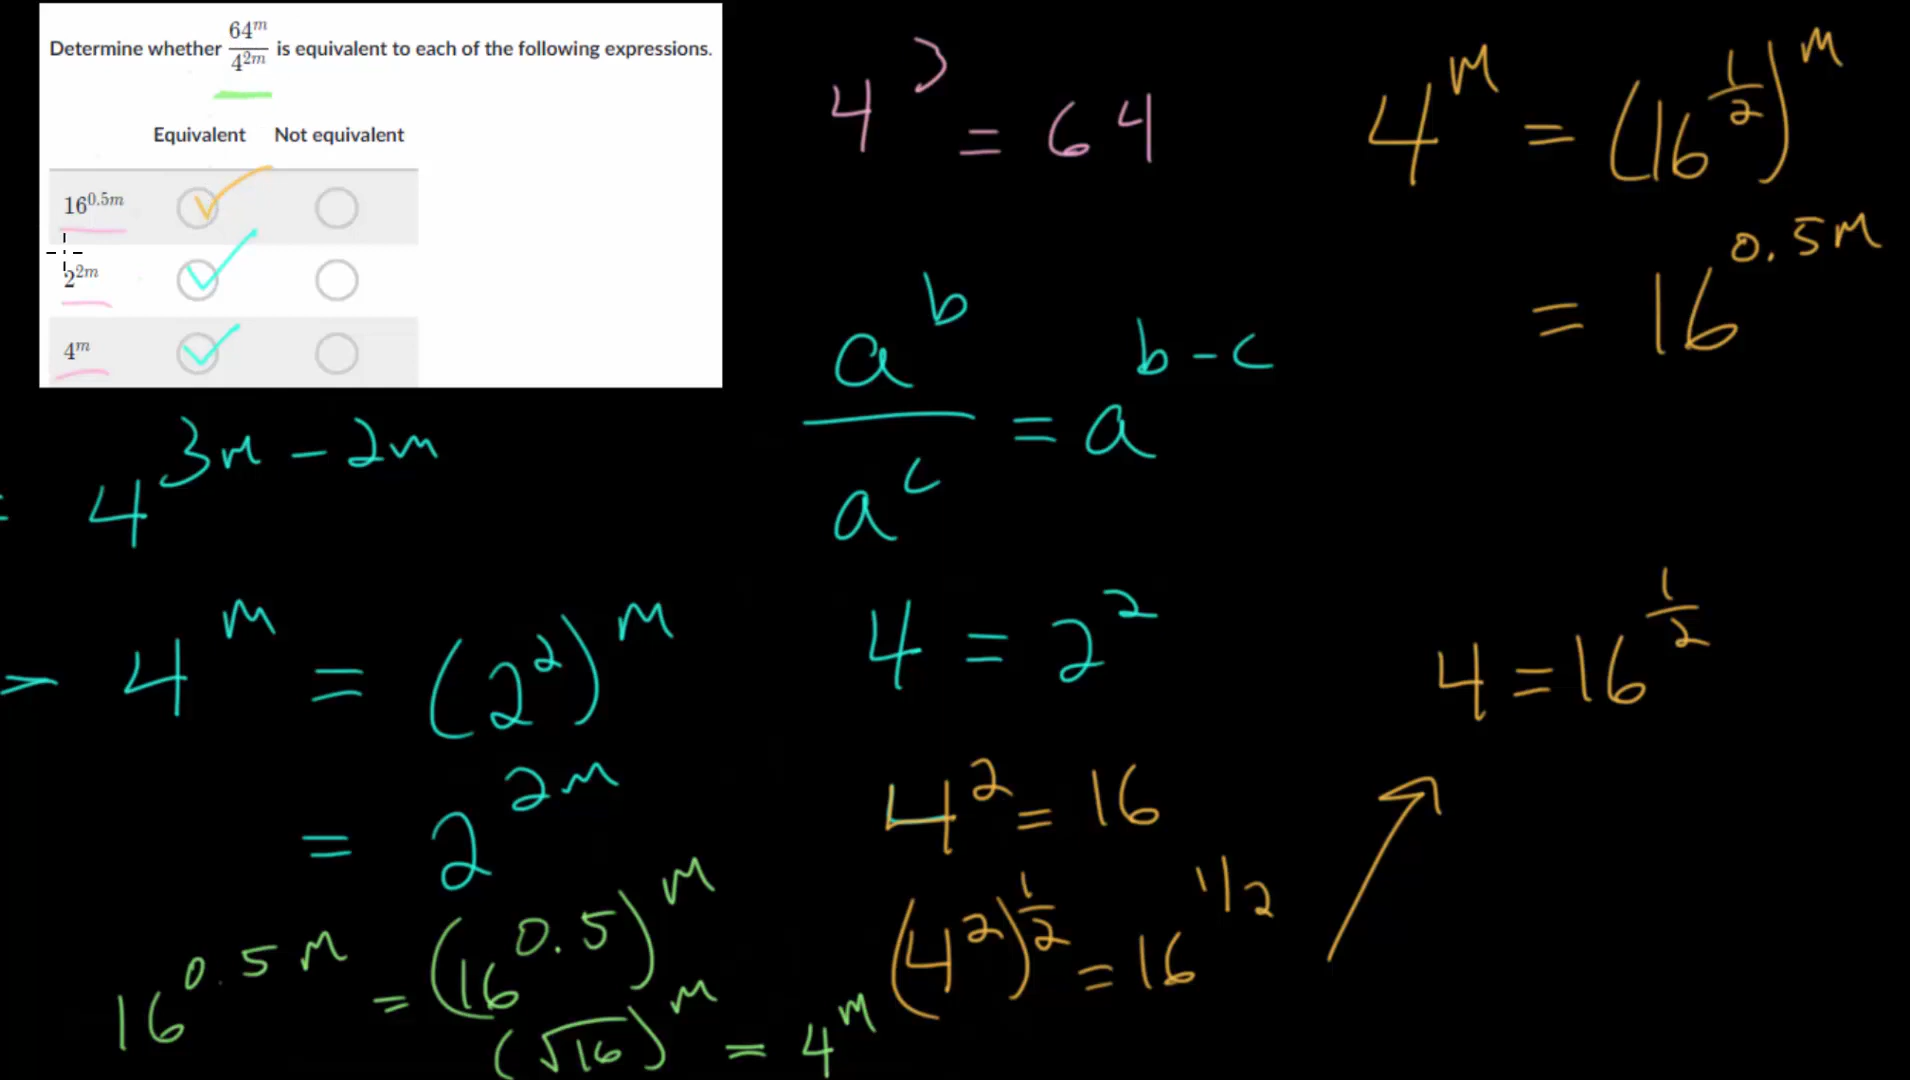 Determine whether 64^m / 4^{2m} is equivalent to each of the following expressions.
Equivalent Not equivalent
16^{0.5m}
2^{2m}
4^m
= 4^{3m - 2m}
- 4^m = (2^2)^m
= 2^{2m}
16^{0.5m} = (16^{0.5})^m
(√16)^m = 4^m
4^3 = 64
a^b / a^c = a^{b-c}
4 = 2^2
4^2 = 16
(4^2)^{1/2} = 16^{1/2}
4^m = (16^{1/2})^m
= 16^{0.5m}
4 = 16^{1/2}